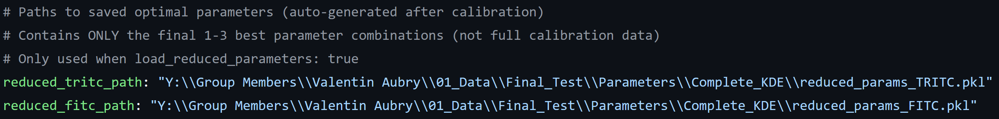 # Paths to saved optimal parameters (auto-generated after calibration)
# Contains ONLY the final 1-3 best parameter combinations (not full calibration data)
# Only used when load_reduced_parameters: true
reduced_tritc_path: "Y:\\Group Members\\Valentin Aubry\\01_Data\\Final_Test\\Parameters\\Complete_KDE\\reduced_params_TRITC.pkl"
reduced_fitc_path: "Y:\\Group Members\\Valentin Aubry\\01_Data\\Final_Test\\Parameters\\Complete_KDE\\reduced_params_FITC.pkl"